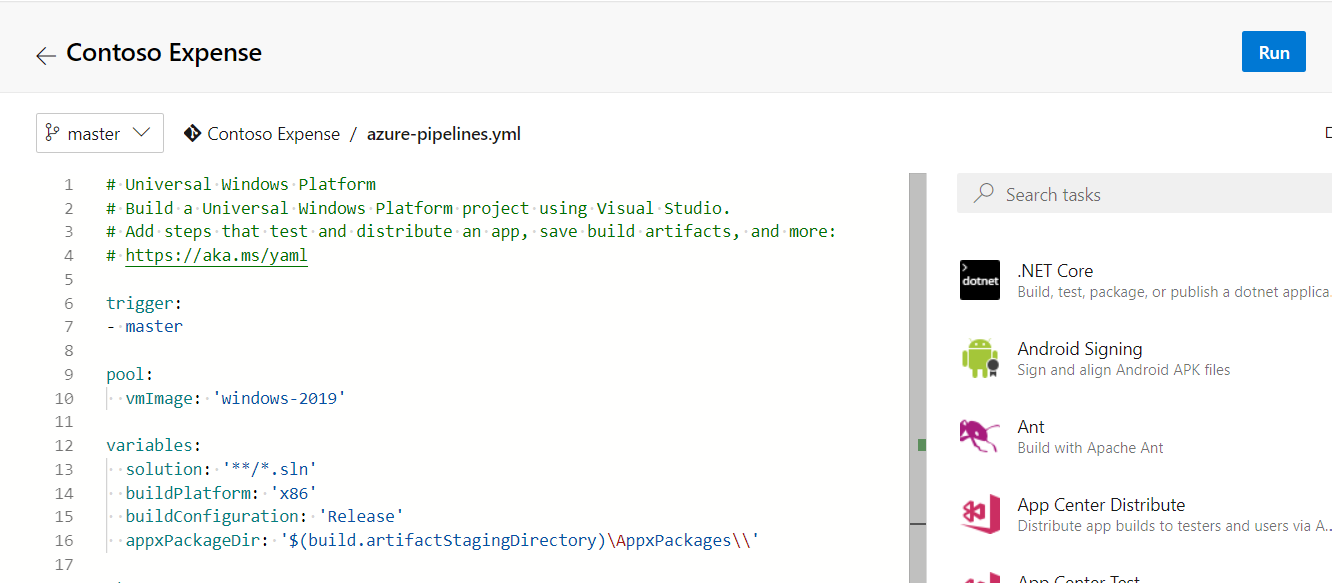 Contoso Expense
Run
master
Contoso Expense / azure-pipelines.yml
1 # Universal Windows Platform
2 # Build a Universal Windows Platform project using Visual Studio.
3 # Add steps that test and distribute an app, save build artifacts, and more:
4 # https://aka.ms/yaml
5
6 trigger:
7 - master
8
9 pool:
10   vmImage: 'windows-2019'
11
12 variables:
13   solution: '**/*.sln'
14   buildPlatform: 'x86'
15   buildConfiguration: 'Release'
16   appxPackageDir: '$(build.artifactStagingDirectory)\AppxPackages\\'
17
Search tasks
dotnet
.NET Core
Build, test, package, or publish a dotnet applica...
Android Signing
Sign and align Android APK files
Ant
Build with Apache Ant
App Center Distribute
Distribute app builds to testers and users via A...
App Center Test